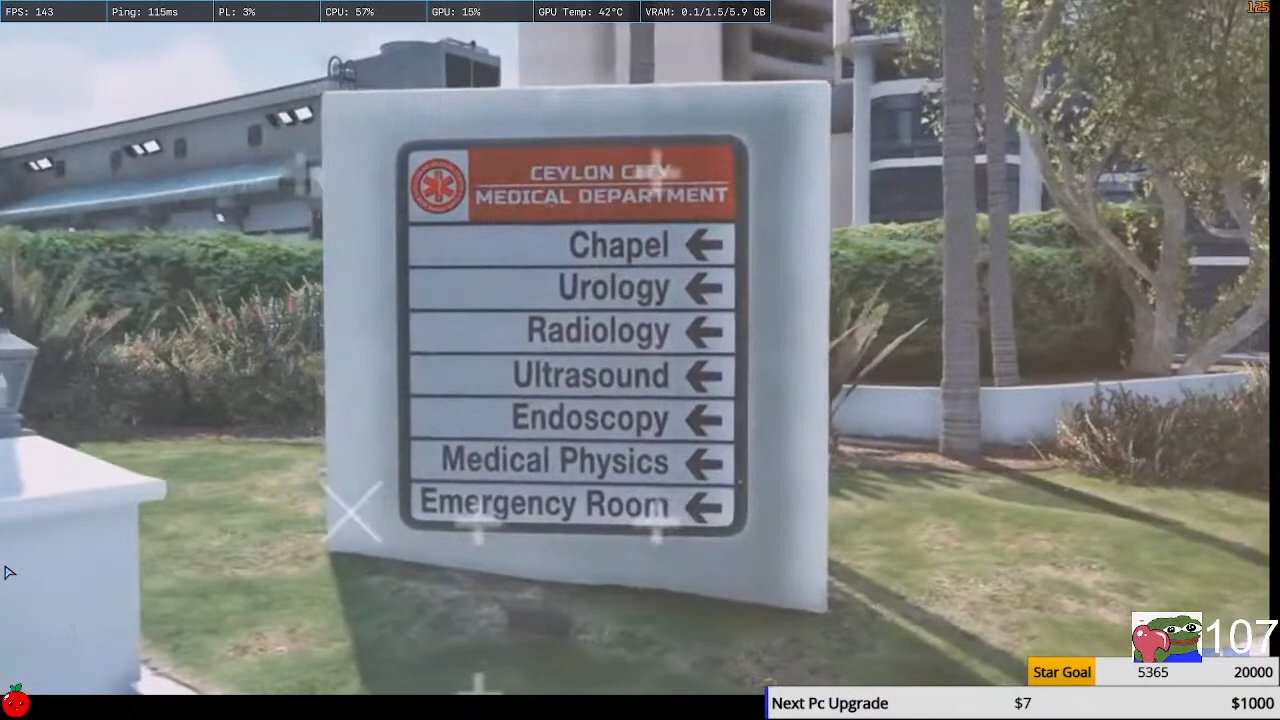 FPS: 143 Ping: 115ms PL: 3% CPU: 57% GPU: 15% GPU Temp: 42°C VRAM: 0.1/1.5/5.9 GB
125
CEYLON CITY
MEDICAL DEPARTMENT
Chapel
Urology
Radiology
Ultrasound
Endoscopy
Medical Physics
Emergency Room
107
Star Goal 5365 20000
Next Pc Upgrade $7 $1000